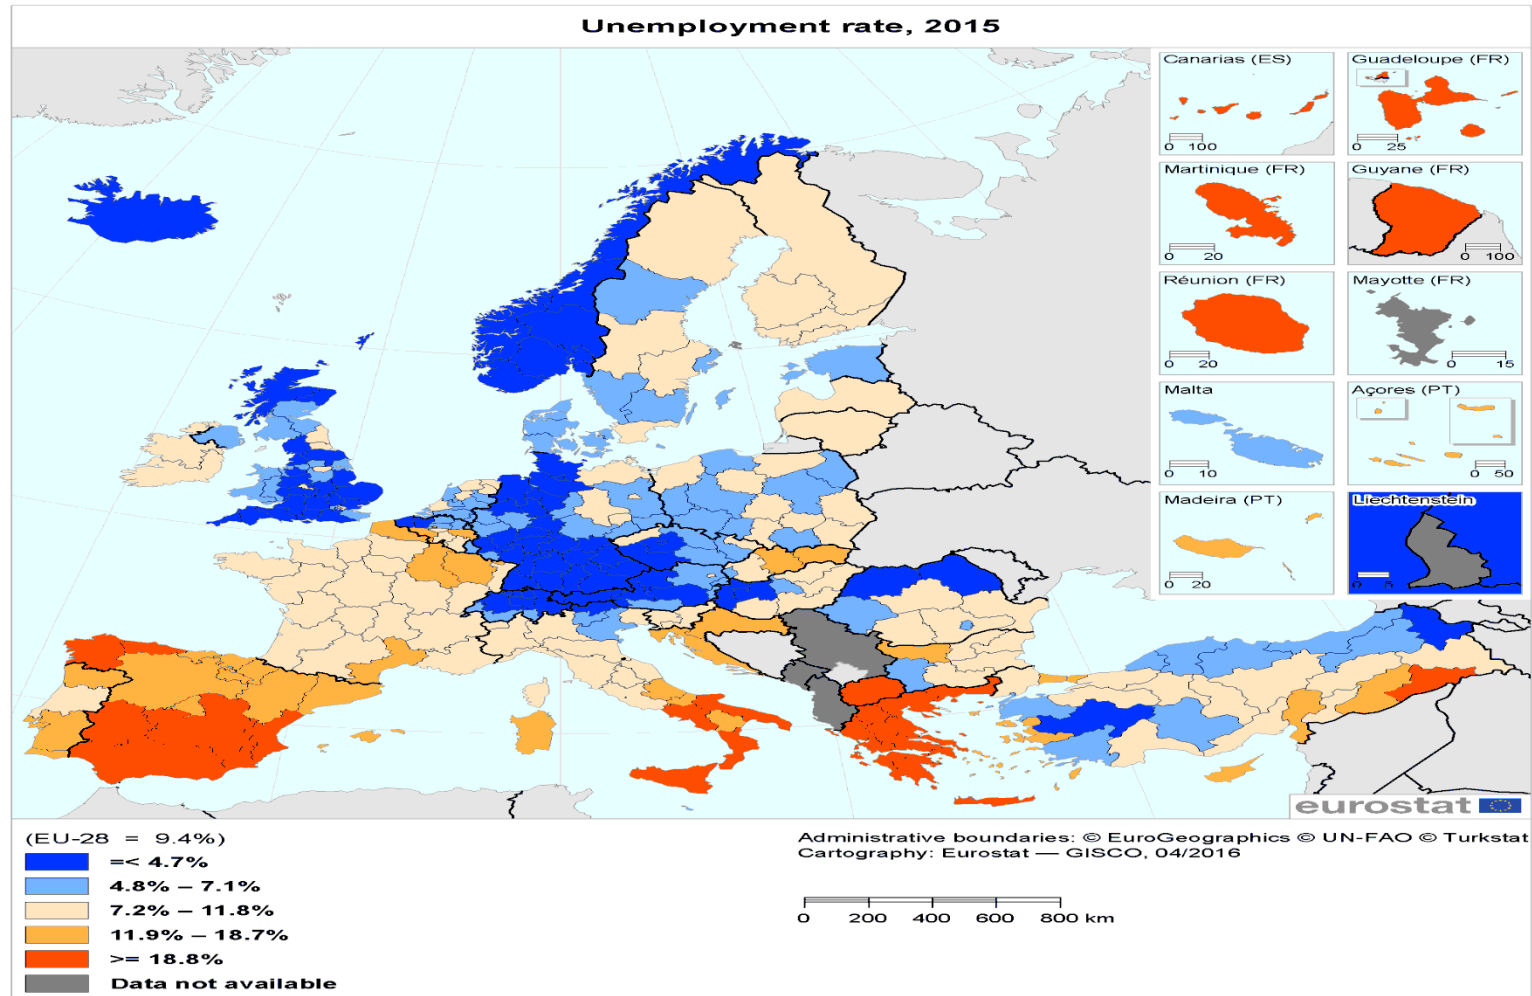 Unemployment rate, 2015
Canarias (ES)
0 100
Guadeloupe (FR)
0 25
Martinique (FR)
0 20
Guyane (FR)
0 100
Réunion (FR)
0 20
Mayotte (FR)
0 15
Malta
0 10
Açores (PT)
0 50
Madeira (PT)
0 20
Liechtenstein
0 5
eurostat
(EU-28 = 9.4%)
=< 4.7%
4.8% – 7.1%
7.2% – 11.8%
11.9% – 18.7%
>= 18.8%
Data not available
Administrative boundaries: © EuroGeographics © UN-FAO © Turkstat
Cartography: Eurostat — GISCO, 04/2016
0 200 400 600 800 km